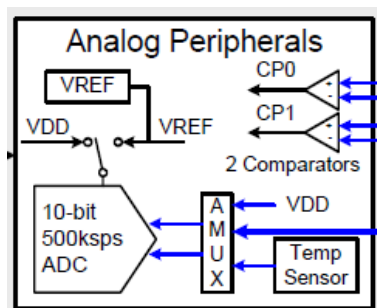 Analog Peripherals
VREF
VDD
VREF
CP0
CP1
+
-
+
-
2 Comparators
10-bit
500ksps
ADC
A
M
U
X
VDD
Temp
Sensor